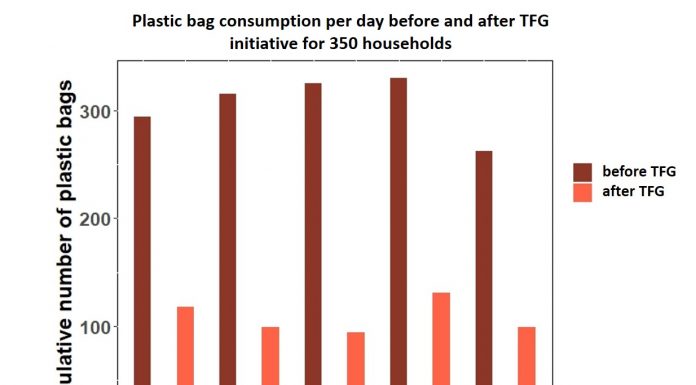 Plastic bag consumption per day before and after TFG
initiative for 350 households
ulative number of plastic bags
300
200
100
before TFG
after TFG